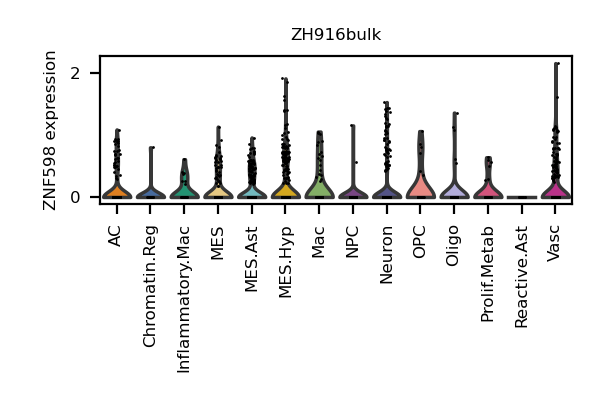 ZH916bulk
ZNF598 expression
2
0
AC
Chromatin.Reg
Inflammatory.Mac
MES
MES.Ast
MES.Hyp
Mac
NPC
Neuron
OPC
Oligo
Prolif.Metab
Reactive.Ast
Vasc